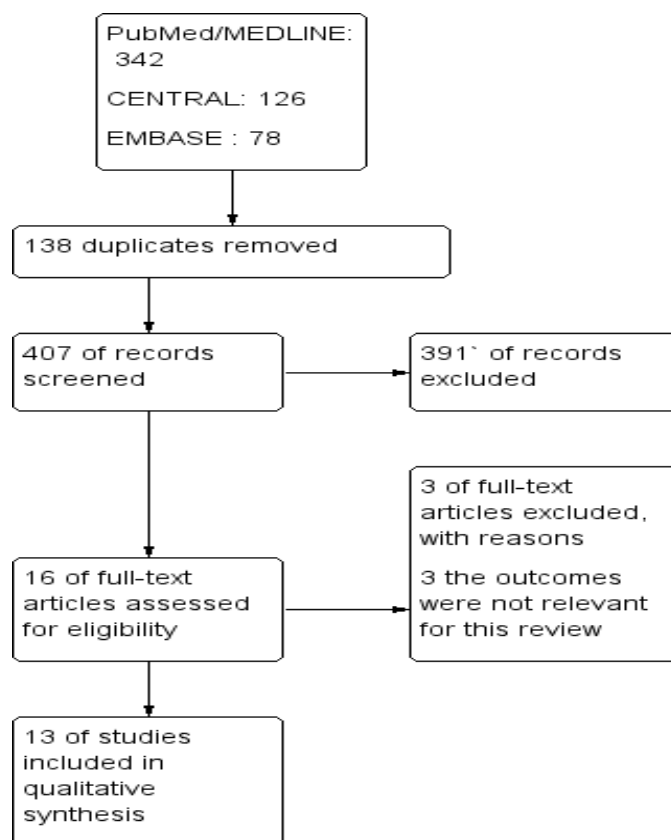 PubMed/MEDLINE:
342
CENTRAL: 126
EMBASE : 78
138 duplicates removed
407 of records
screened
391` of records
excluded
3 of full-text
articles excluded,
with reasons
3 the outcomes
were not relevant
for this review
16 of full-text
articles assessed
for eligibility
13 of studies
included in
qualitative
synthesis